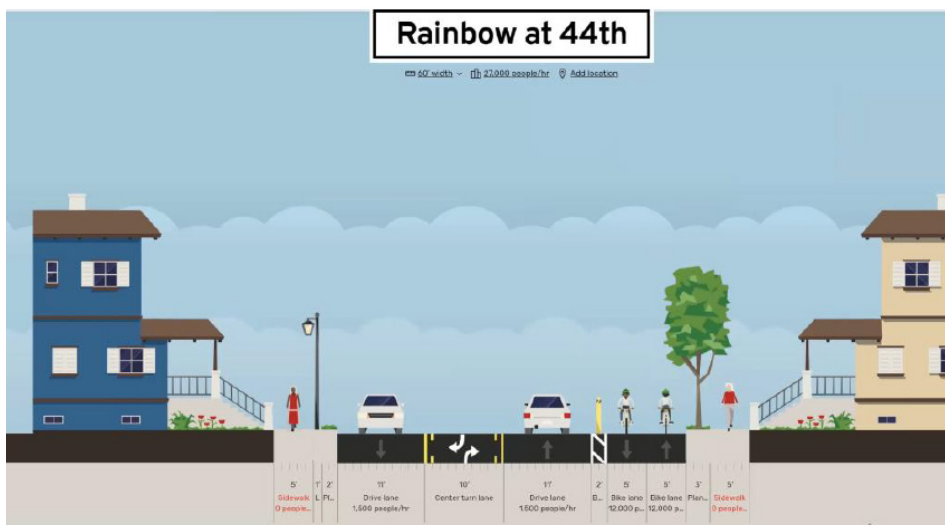 Rainbow at 44th
60' width 27,000 people/hr Add location
5' 1' 2' 11' 10' 11' 2' 5' 5' 3' 5'
Sidewalk L Pl... Drive lane Center turn lane Drive lane B... Bike lane Bike lane Plan... Sidewalk
0 people... 1,500 people/hr 1,500 people/hr 12,000 p... 12,000 p... 0 people...